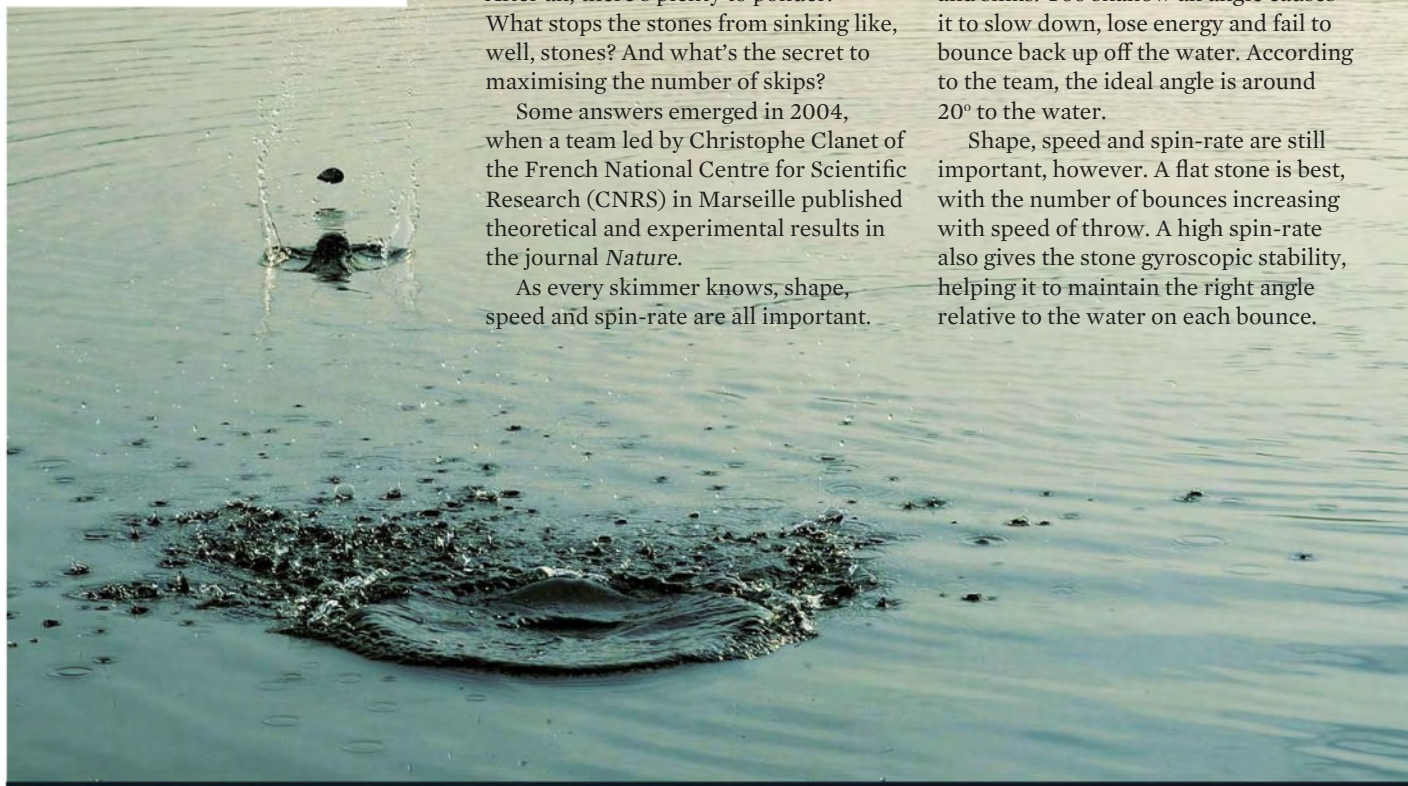 What stops the stones from sinking like,
well, stones? And what's the secret to
maximising the number of skips?
Some answers emerged in 2004,
when a team led by Christophe Clanet of
the French National Centre for Scientific
Research (CNRS) in Marseille published
theoretical and experimental results in
the journal Nature.
As every skimmer knows, shape,
speed and spin-rate are all important.
it to slow down, lose energy and fail to
bounce back up off the water. According
to the team, the ideal angle is around
20° to the water.
Shape, speed and spin-rate are still
important, however. A flat stone is best,
with the number of bounces increasing
with speed of throw. A high spin-rate
also gives the stone gyroscopic stability,
helping it to maintain the right angle
relative to the water on each bounce.